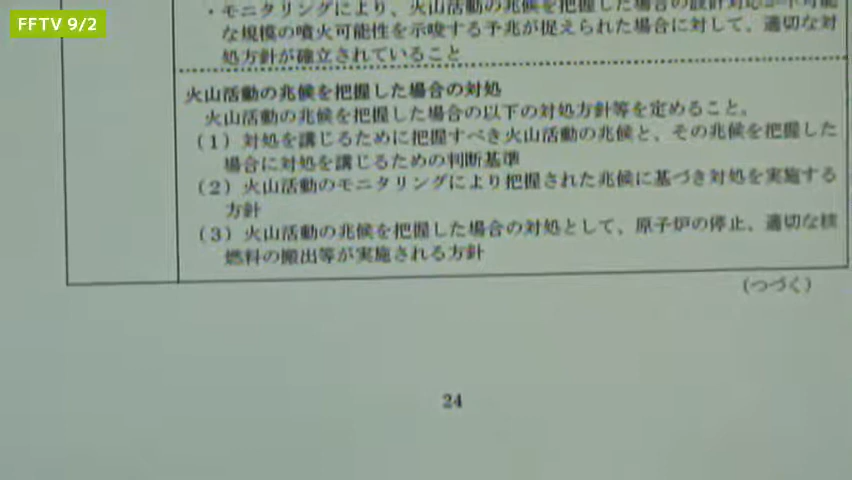 FFTV 9/2
・モニタリングにより、火山活動の兆候を把握した場合の設計対応不可能
な規模の噴火可能性を示唆する予兆が捉えられた場合に対して、適切な対
処方針が確立されていること
火山活動の兆候を把握した場合の対処
火山活動の兆候を把握した場合の以下の対処方針等を定めること。
(1)対処を講じるために把握すべき火山活動の兆候と、その兆候を把握した
場合に対処を講じるための判断基準
(2)火山活動のモニタリングにより把握された兆候に基づき対処を実施する
方針
(3)火山活動の兆候を把握した場合の対処として、原子炉の停止、適切な核
燃料の搬出等が実施される方針
(つづく)
24